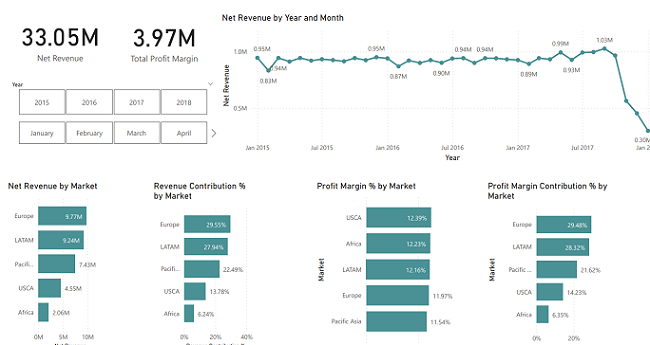 33.05M
Net Revenue
3.97M
Total Profit Margin
Year
2015
2016
2017
2018
January
February
March
April
Net Revenue by Year and Month
Net Revenue
1.0M
0.5M
0.95M
0.83M
0.94M
0.95M
0.87M
0.90M
0.94M
0.94M
0.89M
0.99M
0.93M
1.03M
0.30M
Jan 2015
Jul 2015
Jan 2016
Jul 2016
Jan 2017
Jul 2017
Jan 2
Year
Net Revenue by Market
Europe
9.77M
LATAM
9.24M
Pacifi...
7.43M
USCA
4.55M
Africa
2.06M
0M
5M
10M
Revenue Contribution %
by Market
Europe
29.55%
LATAM
27.94%
Pacifi...
22.49%
USCA
13.78%
Africa
6.24%
0%
20%
40%
Profit Margin % by Market
Market
USCA
12.39%
Africa
12.23%
LATAM
12.16%
Europe
11.97%
Pacific Asia
11.54%
Profit Margin Contribution % by
Market
Market
Europe
29.48%
LATAM
28.32%
Pacific ...
21.62%
USCA
14.23%
Africa
6.35%
0%
20%